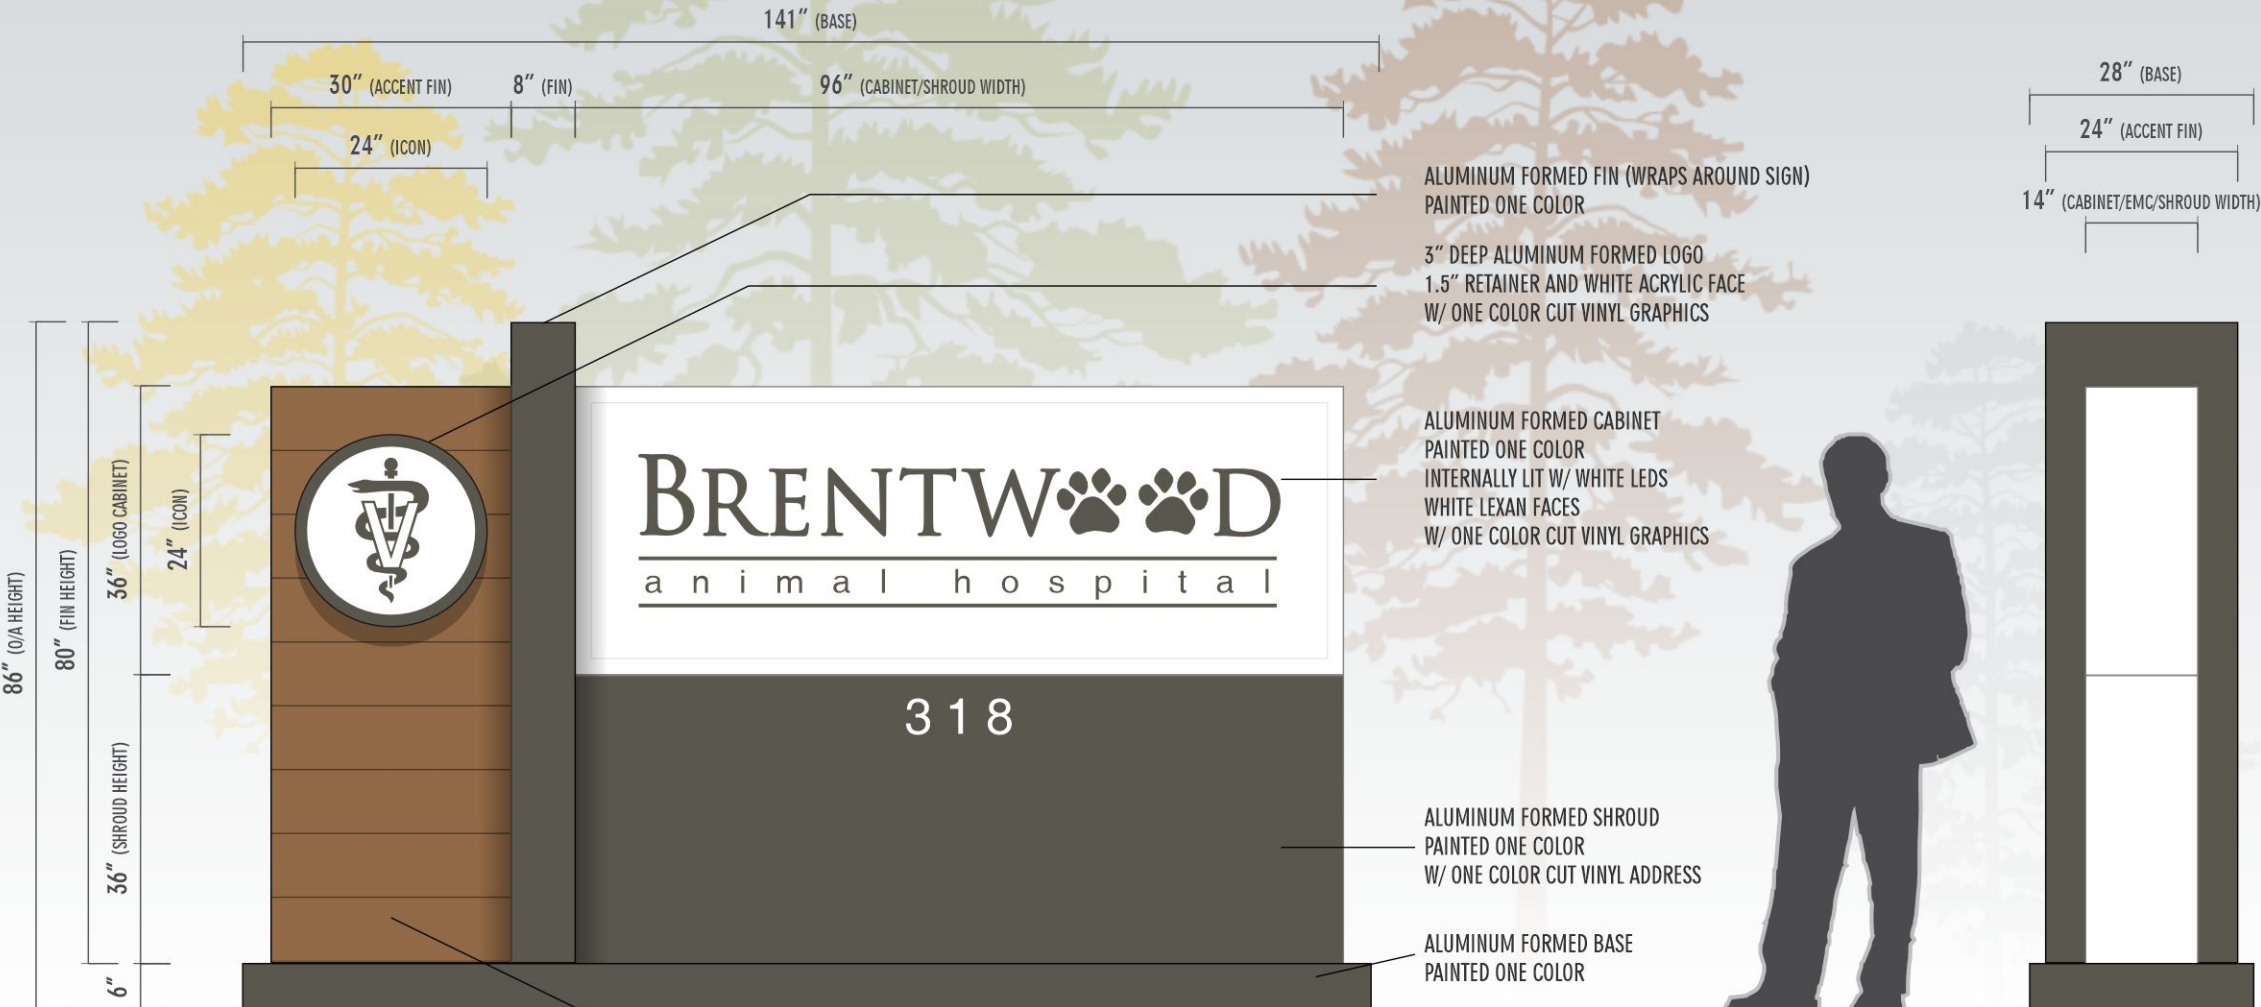 141" (BASE)
30" (ACCENT FIN)
8" (FIN)
96" (CABINET/SHROUD WIDTH)
24" (ICON)
28" (BASE)
24" (ACCENT FIN)
14" (CABINET/EMC/SHROUD WIDTH)
ALUMINUM FORMED FIN (WRAPS AROUND SIGN)
PAINTED ONE COLOR
3" DEEP ALUMINUM FORMED LOGO
1.5" RETAINER AND WHITE ACRYLIC FACE
W/ ONE COLOR CUT VINYL GRAPHICS
86" (O/A HEIGHT)
80" (FIN HEIGHT)
36" (LOGO CABINET)
24" (ICON)
36" (SHROUD HEIGHT)
6"
V
BRENTWOOD
animal hospital
318
ALUMINUM FORMED CABINET
PAINTED ONE COLOR
INTERNALLY LIT W/ WHITE LEDS
WHITE LEXAN FACES
W/ ONE COLOR CUT VINYL GRAPHICS
ALUMINUM FORMED SHROUD
PAINTED ONE COLOR
W/ ONE COLOR CUT VINYL ADDRESS
ALUMINUM FORMED BASE
PAINTED ONE COLOR